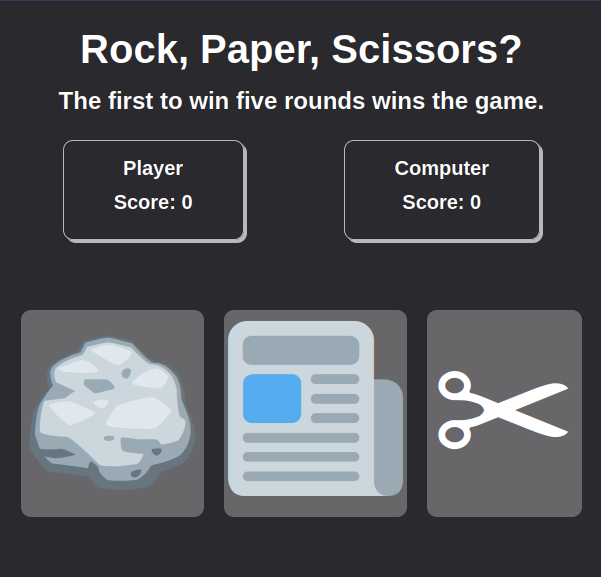 Rock, Paper, Scissors?
The first to win five rounds wins the game.
Player
Score: 0
Computer
Score: 0